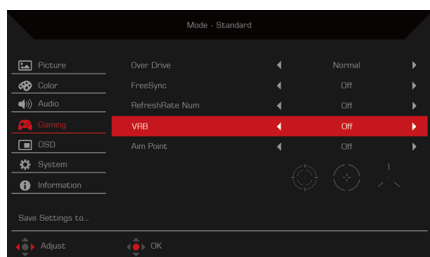 Mode - Standard
Picture
Over Drive Normal
Color
FreeSync Off
Audio
RefreshRate Num Off
Gaming
VRB Off
OSD
Aim Point Off
System
Information
Save Settings to...
Adjust OK